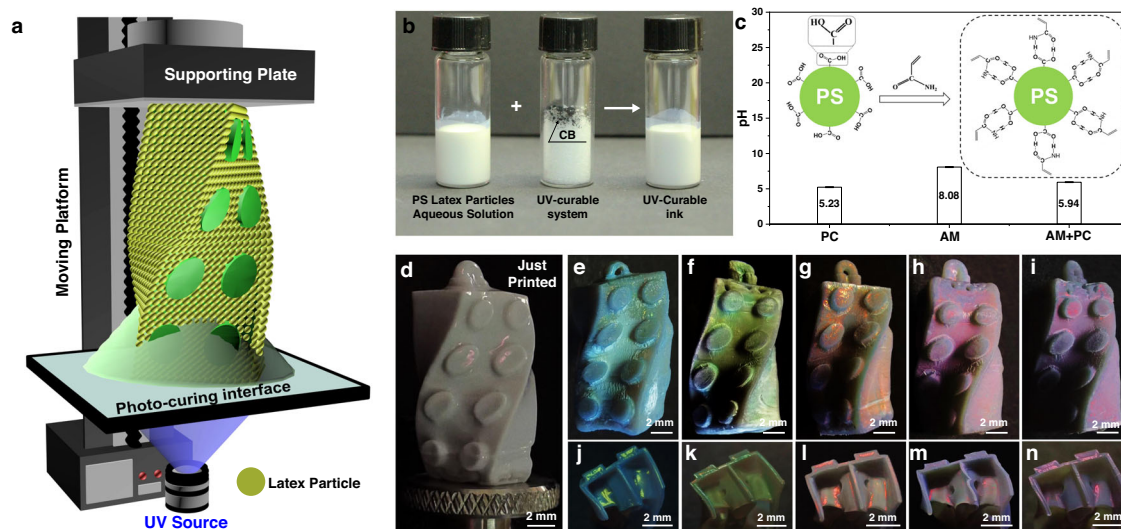 a
Supporting Plate
Moving Platform
Photo-curing interface
Latex Particle
UV Source
b
+
CB
PS Latex Particles
Aqueous Solution
UV-curable
system
UV-Curable
ink
c
30
25
20
15
10
5
0
pH
HO
O
C
PS
NH₂
PS
5.23
8.08
5.94
PC
AM
AM+PC
d
Just
Printed
2 mm
e
2 mm
f
2 mm
g
2 mm
h
2 mm
i
2 mm
j
2 mm
k
2 mm
l
2 mm
m
2 mm
n
2 mm